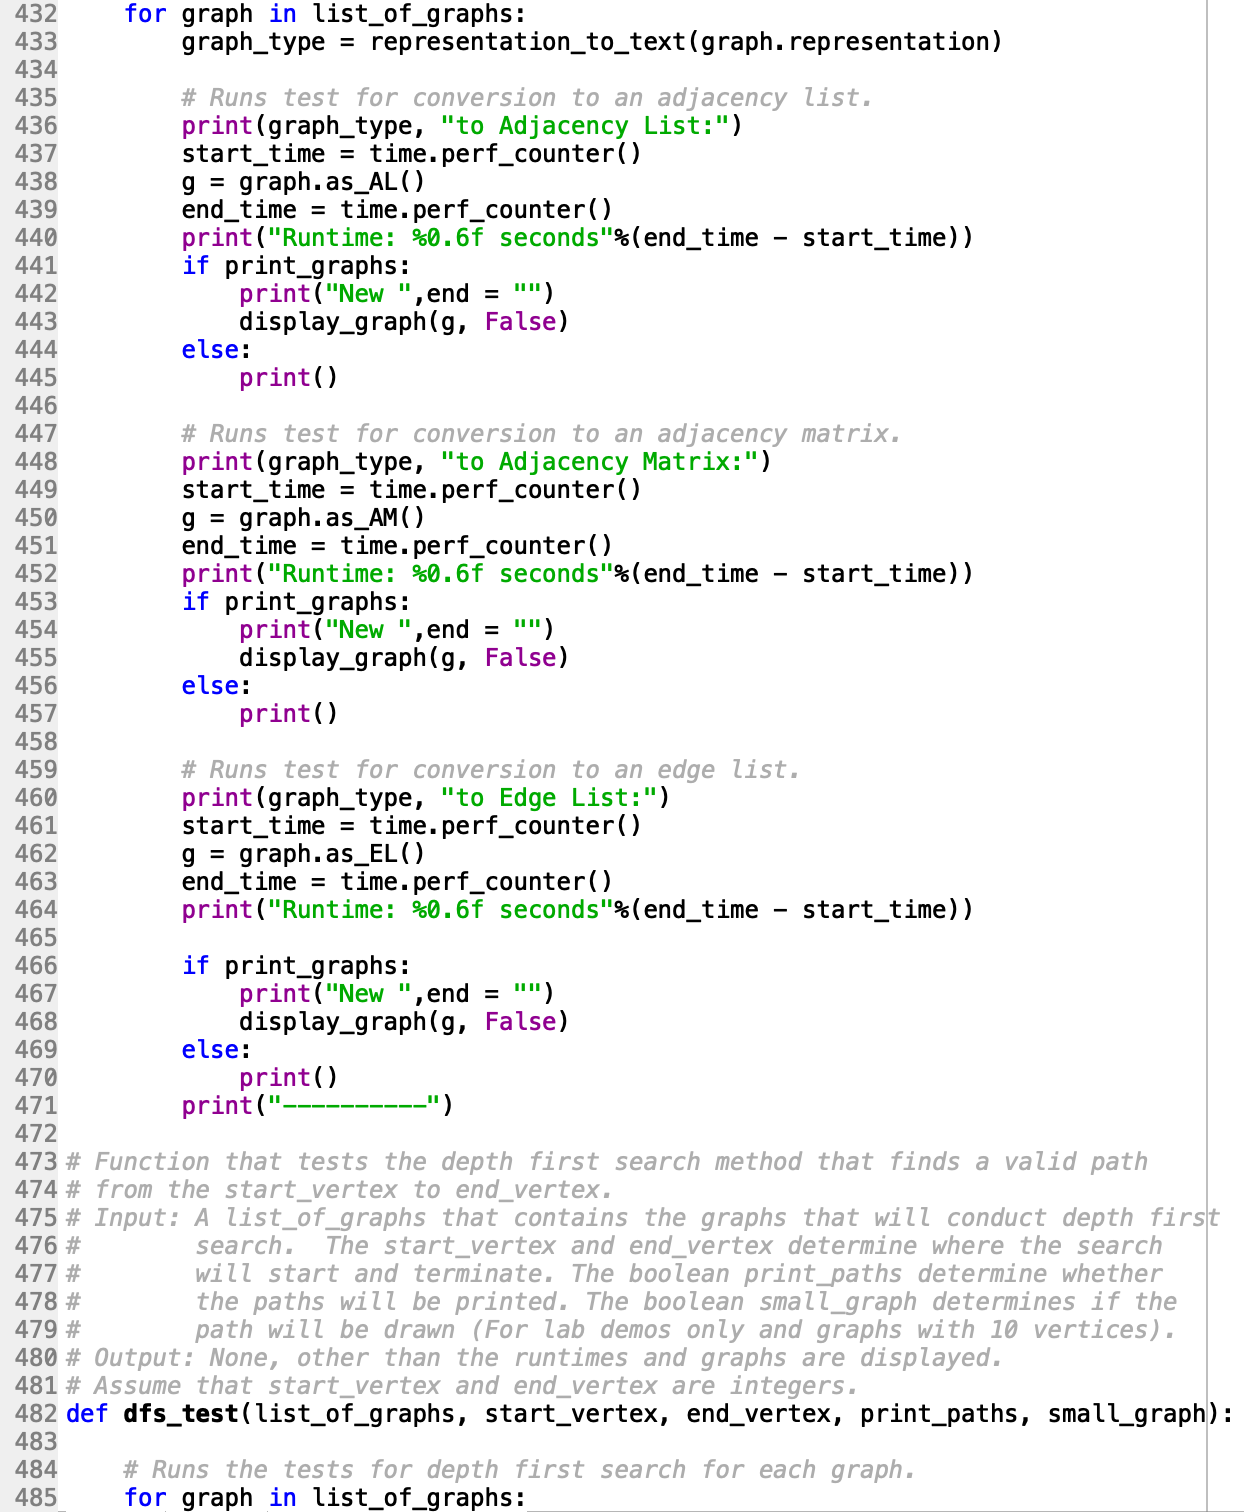 432     for graph in list_of_graphs:
433         graph_type = representation_to_text(graph.representation)
434
435         # Runs test for conversion to an adjacency list.
436         print(graph_type, "to Adjacency List:")
437         start_time = time.perf_counter()
438         g = graph.as_AL()
439         end_time = time.perf_counter()
440         print("Runtime: %0.6f seconds"%(end_time - start_time))
441         if print_graphs:
442             print("New ",end = "")
443             display_graph(g, False)
444         else:
445             print()
446
447         # Runs test for conversion to an adjacency matrix.
448         print(graph_type, "to Adjacency Matrix:")
449         start_time = time.perf_counter()
450         g = graph.as_AM()
451         end_time = time.perf_counter()
452         print("Runtime: %0.6f seconds"%(end_time - start_time))
453         if print_graphs:
454             print("New ",end = "")
455             display_graph(g, False)
456         else:
457             print()
458
459         # Runs test for conversion to an edge list.
460         print(graph_type, "to Edge List:")
461         start_time = time.perf_counter()
462         g = graph.as_EL()
463         end_time = time.perf_counter()
464         print("Runtime: %0.6f seconds"%(end_time - start_time))
465
466         if print_graphs:
467             print("New ",end = "")
468             display_graph(g, False)
469         else:
470             print()
471         print("----------")
472
473 # Function that tests the depth first search method that finds a valid path
474 # from the start_vertex to end_vertex.
475 # Input: A list_of_graphs that contains the graphs that will conduct depth first
476 #        search.  The start_vertex and end_vertex determine where the search
477 #        will start and terminate. The boolean print_paths determine whether
478 #        the paths will be printed. The boolean small_graph determines if the
479 #        path will be drawn (For lab demos only and graphs with 10 vertices).
480 # Output: None, other than the runtimes and graphs are displayed.
481 # Assume that start_vertex and end_vertex are integers.
482 def dfs_test(list_of_graphs, start_vertex, end_vertex, print_paths, small_graph):
483
484     # Runs the tests for depth first search for each graph.
485     for graph in list_of_graphs: